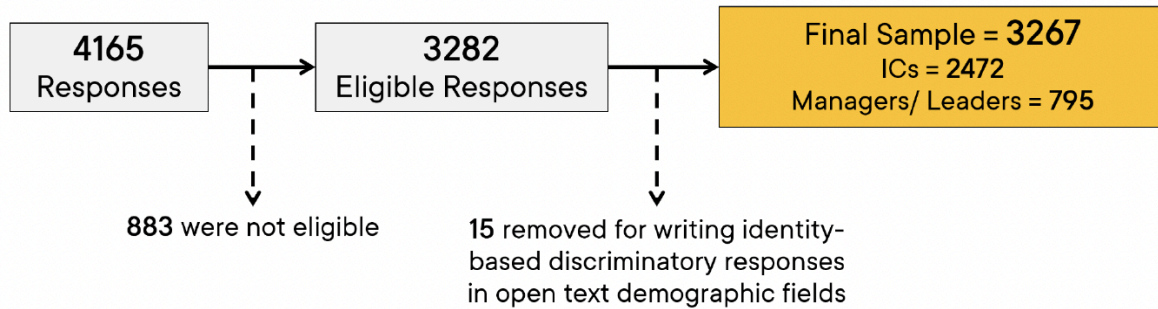 4165
Responses
3282
Eligible Responses
Final Sample = 3267
ICs = 2472
Managers/ Leaders = 795
883 were not eligible
15 removed for writing identity-
based discriminatory responses
in open text demographic fields